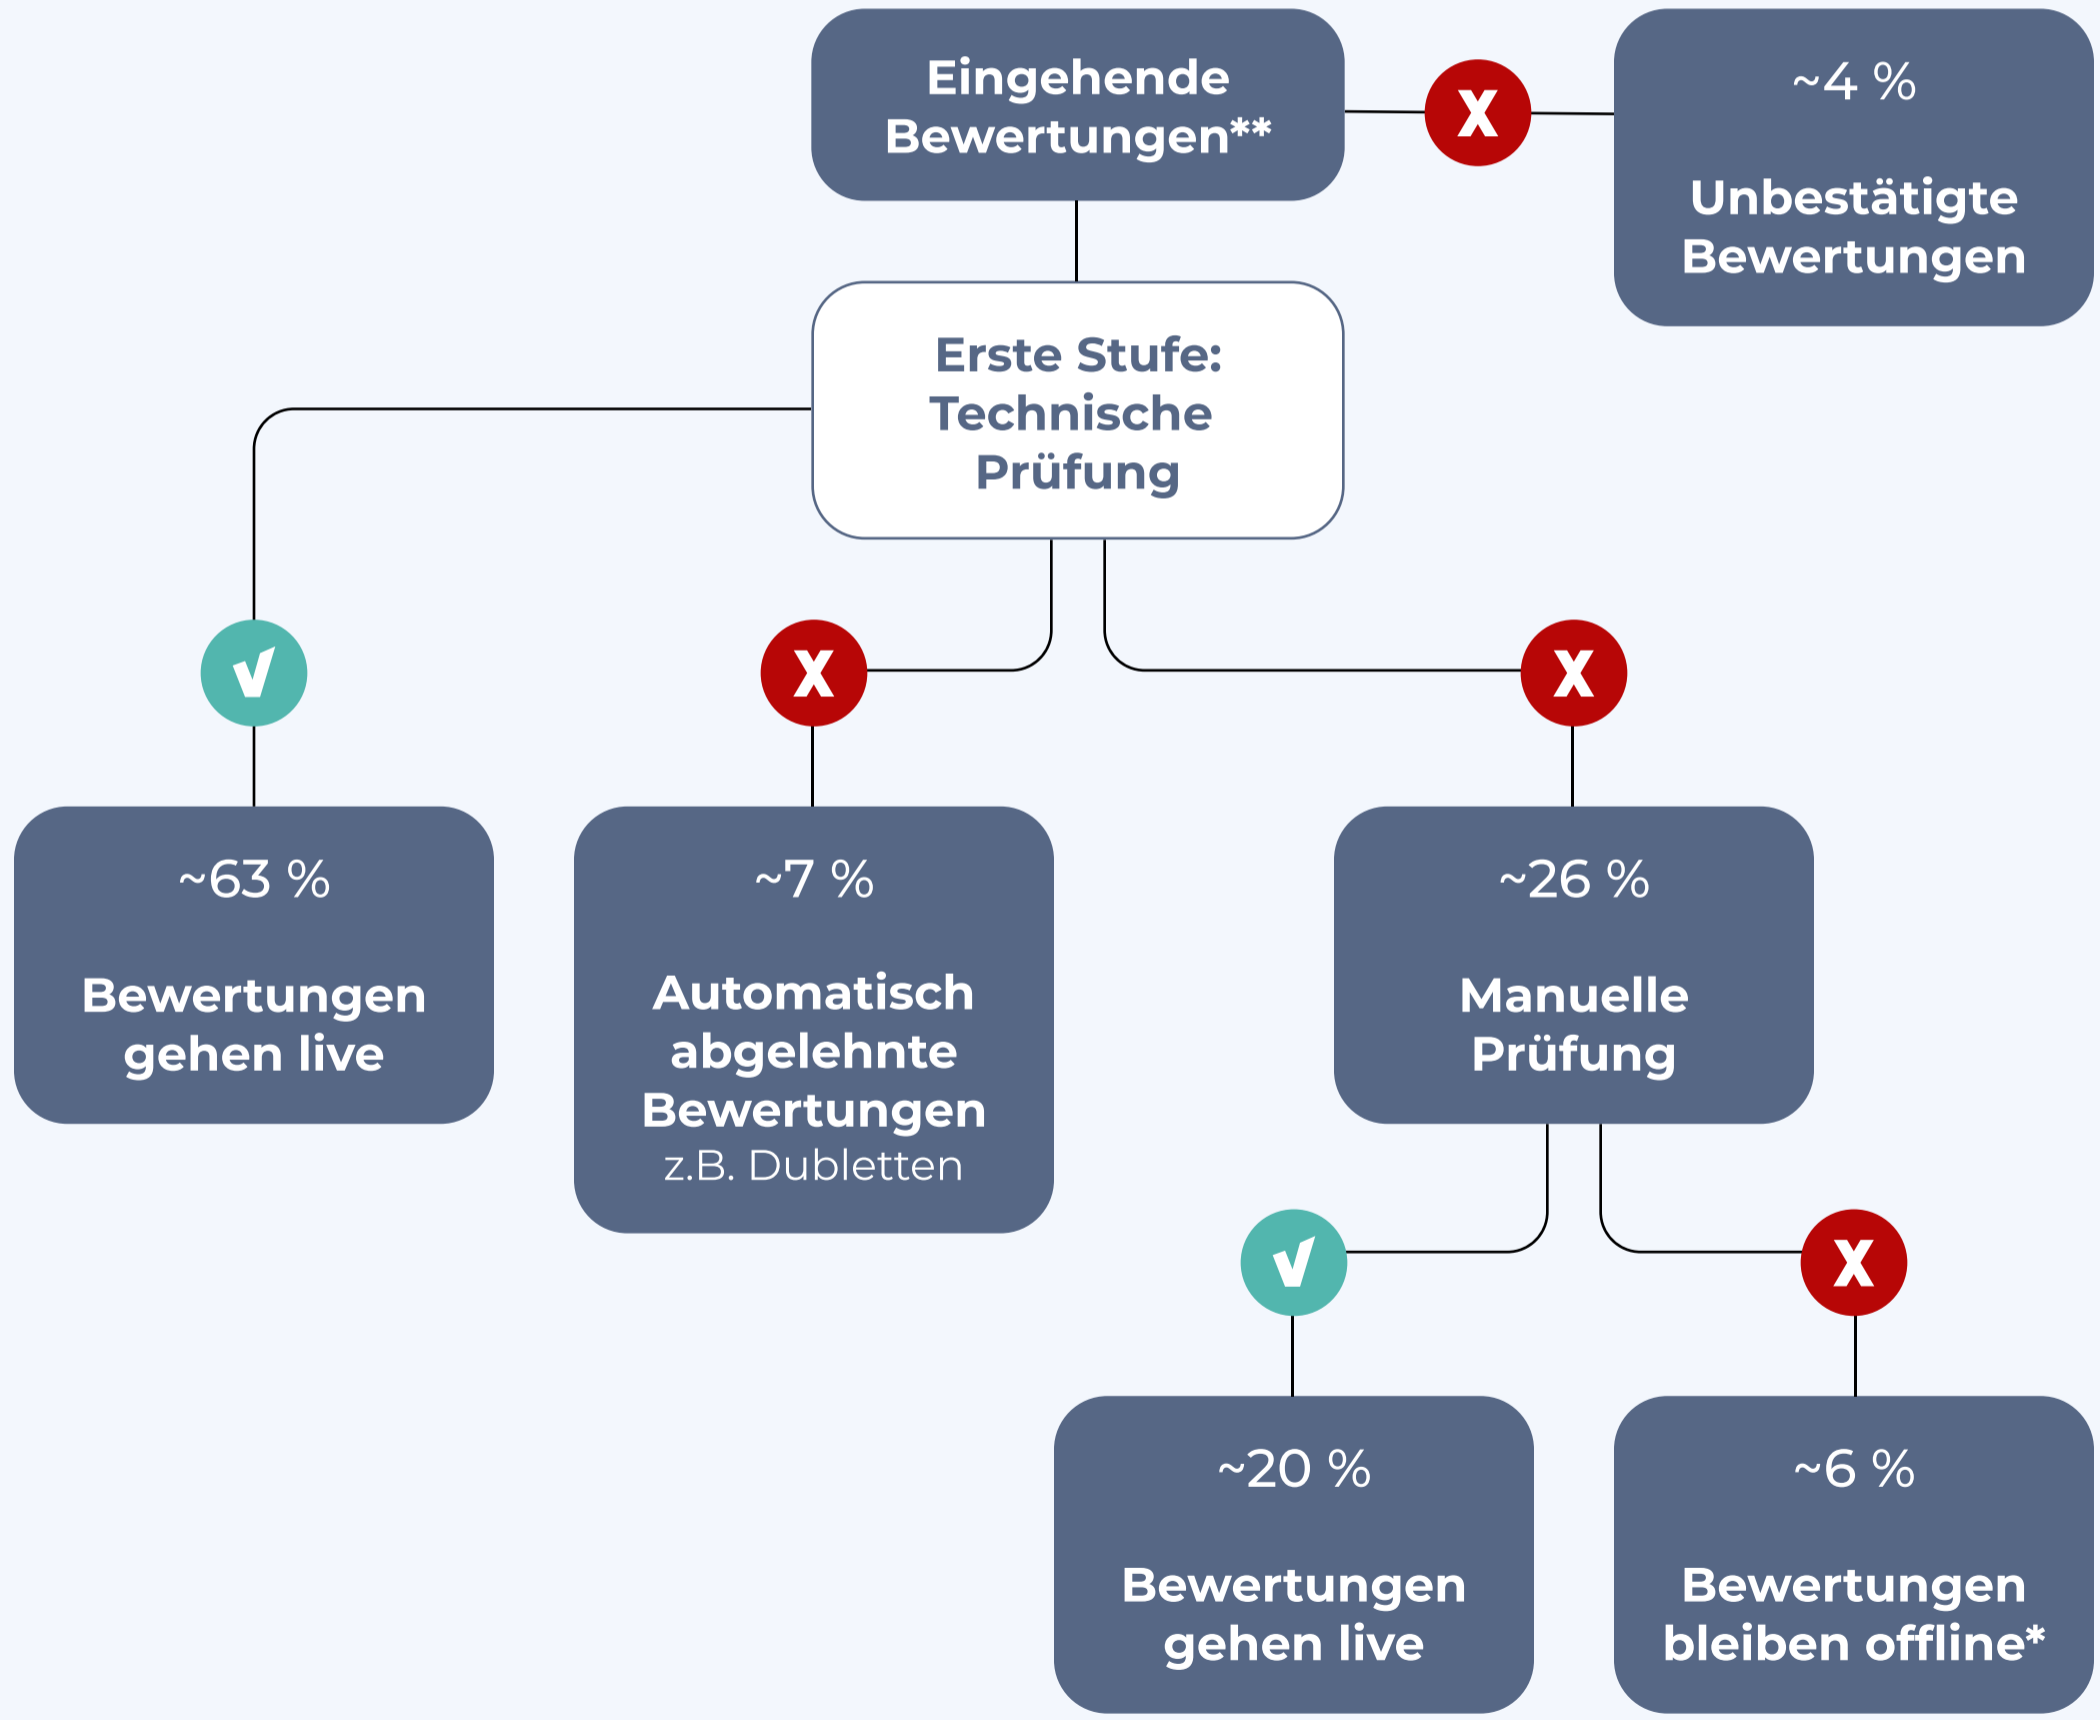 Eingehende
Bewertungen**
X
~4 %
Unbestätigte
Bewertungen
Erste Stufe:
Technische
Prüfung
X
X
~63 %
Bewertungen
gehen live
~7 %
Automatisch
abgelehnte
Bewertungen
z.B. Dubletten
~26 %
Manuelle
Prüfung
X
~20 %
Bewertungen
gehen live
~6 %
Bewertungen
bleiben offline*